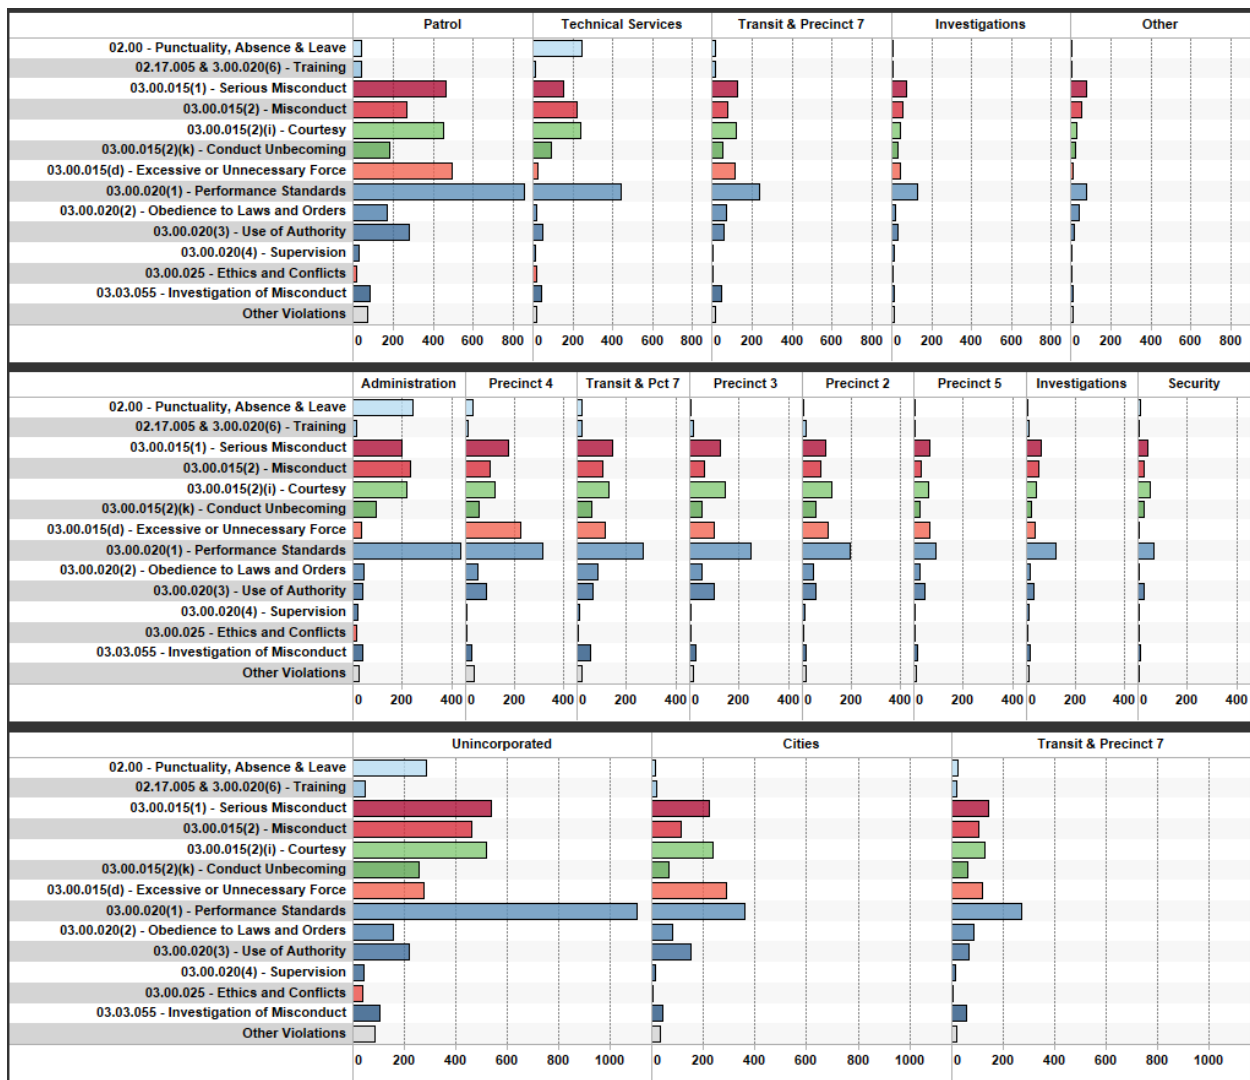 Patrol Technical Services Transit & Precinct 7 Investigations Other
02.00 - Punctuality, Absence & Leave
02.17.005 & 3.00.020(6) - Training
03.00.015(1) - Serious Misconduct
03.00.015(2) - Misconduct
03.00.015(2)(i) - Courtesy
03.00.015(2)(k) - Conduct Unbecoming
03.00.015(d) - Excessive or Unnecessary Force
03.00.020(1) - Performance Standards
03.00.020(2) - Obedience to Laws and Orders
03.00.020(3) - Use of Authority
03.00.020(4) - Supervision
03.00.025 - Ethics and Conflicts
03.03.055 - Investigation of Misconduct
Other Violations
0 200 400 600 800 0 200 400 600 800 0 200 400 600 800 0 200 400 600 800 0 200 400 600 800
Administration Precinct 4 Transit & Pct 7 Precinct 3 Precinct 2 Precinct 5 Investigations Security
02.00 - Punctuality, Absence & Leave
02.17.005 & 3.00.020(6) - Training
03.00.015(1) - Serious Misconduct
03.00.015(2) - Misconduct
03.00.015(2)(i) - Courtesy
03.00.015(2)(k) - Conduct Unbecoming
03.00.015(d) - Excessive or Unnecessary Force
03.00.020(1) - Performance Standards
03.00.020(2) - Obedience to Laws and Orders
03.00.020(3) - Use of Authority
03.00.020(4) - Supervision
03.00.025 - Ethics and Conflicts
03.03.055 - Investigation of Misconduct
Other Violations
0 200 400 0 200 400 0 200 400 0 200 400 0 200 400 0 200 400 0 200 400 0 200 400
Unincorporated Cities Transit & Precinct 7
02.00 - Punctuality, Absence & Leave
02.17.005 & 3.00.020(6) - Training
03.00.015(1) - Serious Misconduct
03.00.015(2) - Misconduct
03.00.015(2)(i) - Courtesy
03.00.015(2)(k) - Conduct Unbecoming
03.00.015(d) - Excessive or Unnecessary Force
03.00.020(1) - Performance Standards
03.00.020(2) - Obedience to Laws and Orders
03.00.020(3) - Use of Authority
03.00.020(4) - Supervision
03.00.025 - Ethics and Conflicts
03.03.055 - Investigation of Misconduct
Other Violations
0 200 400 600 800 1000 0 200 400 600 800 1000 0 200 400 600 800 1000